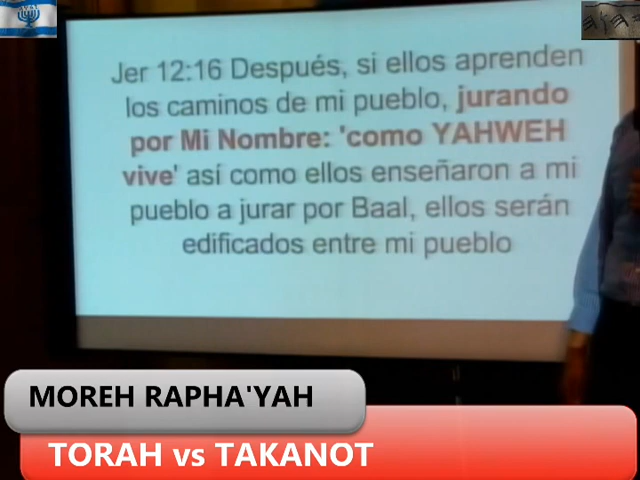 Jer 12:16 Después, si ellos aprenden
los caminos de mi pueblo, jurando
por Mi Nombre: 'como YAHWEH
vive' así como ellos enseñaron a mi
pueblo a jurar por Baal, ellos serán
edificados entre mi pueblo
MOREH RAPHA'YAH
TORAH vs TAKANOT